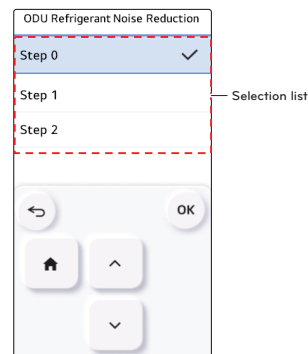 ODU Refrigerant Noise Reduction
Step 0
Step 1
Selection list
Step 2
OK